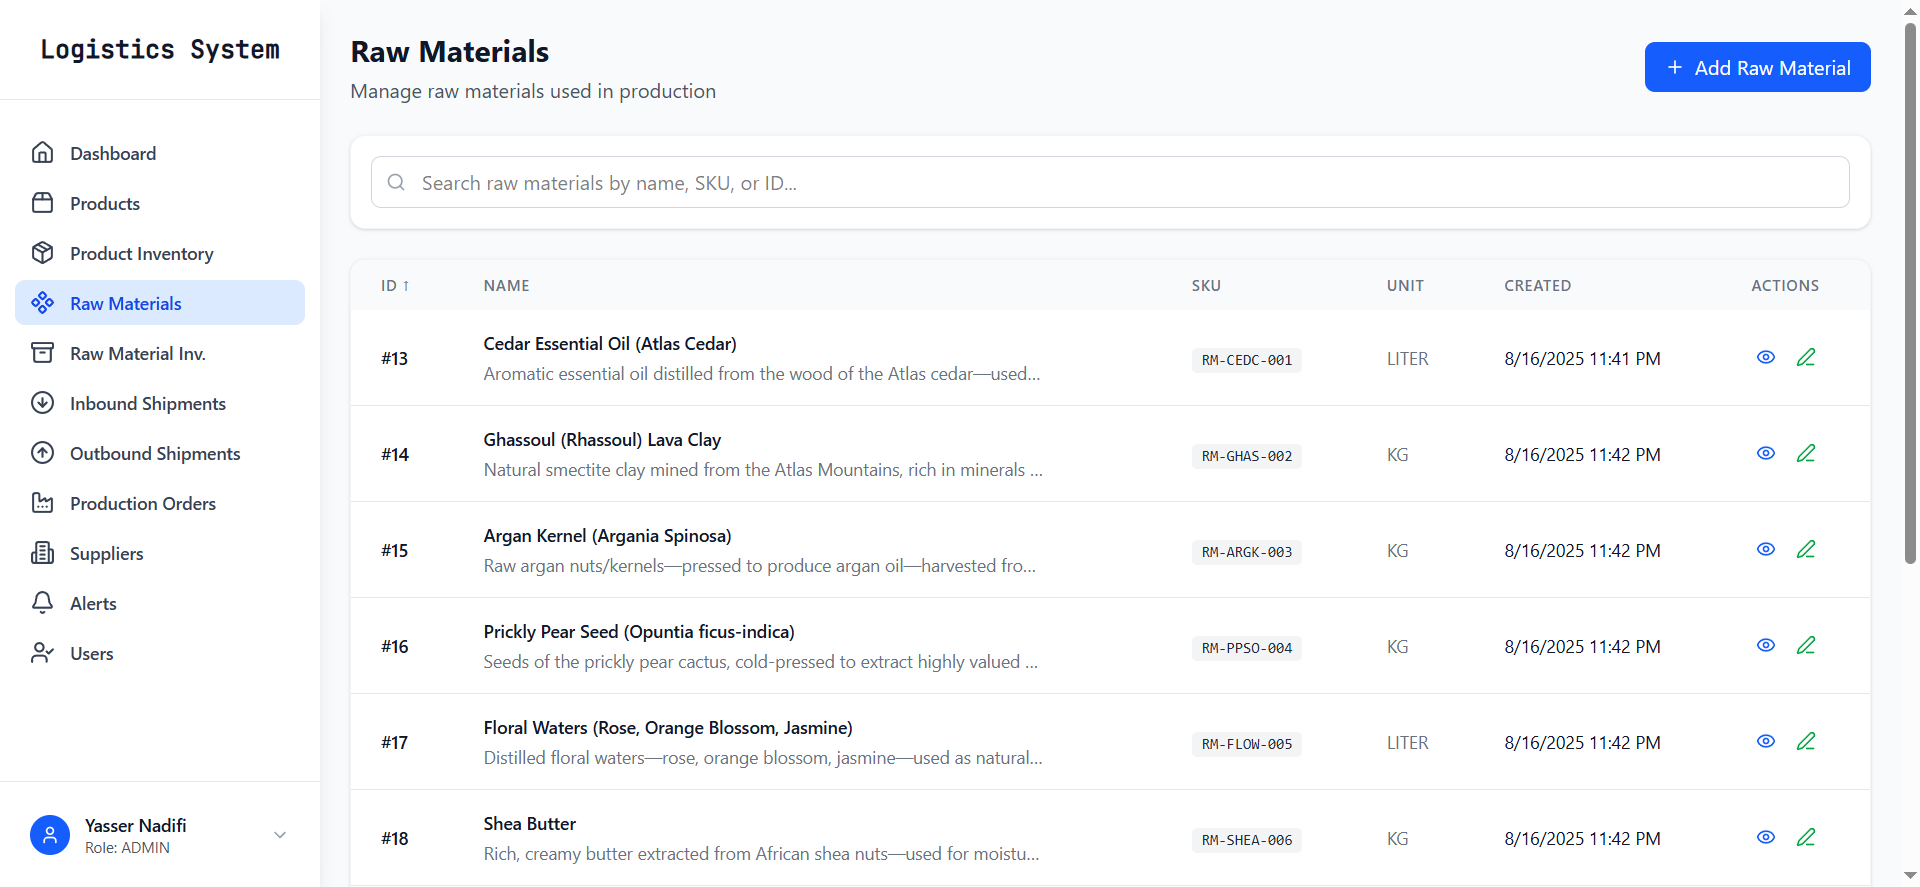 Logistics System
Dashboard
Products
Product Inventory
Raw Materials
Raw Material Inv.
Inbound Shipments
Outbound Shipments
Production Orders
Suppliers
Alerts
Users
Yasser Nadifi
Role: ADMIN
Raw Materials
Manage raw materials used in production
+ Add Raw Material
Search raw materials by name, SKU, or ID...
ID ↑ NAME SKU UNIT CREATED ACTIONS
#13 Cedar Essential Oil (Atlas Cedar) RM-CEDC-001 LITER 8/16/2025 11:41 PM
Aromatic essential oil distilled from the wood of the Atlas cedar—used...
#14 Ghassoul (Rhassoul) Lava Clay RM-GHAS-002 KG 8/16/2025 11:42 PM
Natural smectite clay mined from the Atlas Mountains, rich in minerals ...
#15 Argan Kernel (Argania Spinosa) RM-ARGK-003 KG 8/16/2025 11:42 PM
Raw argan nuts/kernels—pressed to produce argan oil—harvested fro...
#16 Prickly Pear Seed (Opuntia ficus-indica) RM-PPSO-004 KG 8/16/2025 11:42 PM
Seeds of the prickly pear cactus, cold-pressed to extract highly valued ...
#17 Floral Waters (Rose, Orange Blossom, Jasmine) RM-FLOW-005 LITER 8/16/2025 11:42 PM
Distilled floral waters—rose, orange blossom, jasmine—used as natural...
#18 Shea Butter RM-SHEA-006 KG 8/16/2025 11:42 PM
Rich, creamy butter extracted from African shea nuts—used for moistu...